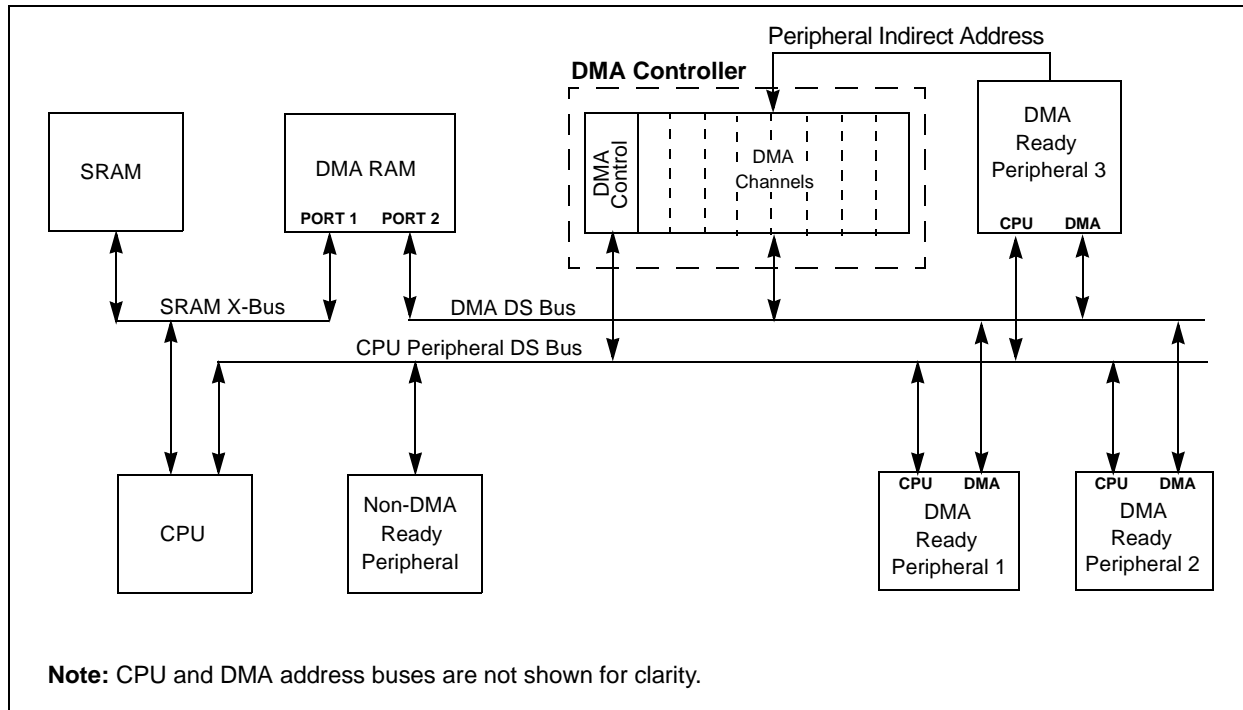 Peripheral Indirect Address
DMA Controller
SRAM
DMA RAM
PORT 1 PORT 2
DMA
Control
DMA
Channels
DMA
Ready
Peripheral 3
CPU DMA
SRAM X-Bus
DMA DS Bus
CPU Peripheral DS Bus
CPU
Non-DMA
Ready
Peripheral
CPU DMA
DMA
Ready
Peripheral 1
CPU DMA
DMA
Ready
Peripheral 2
Note: CPU and DMA address buses are not shown for clarity.